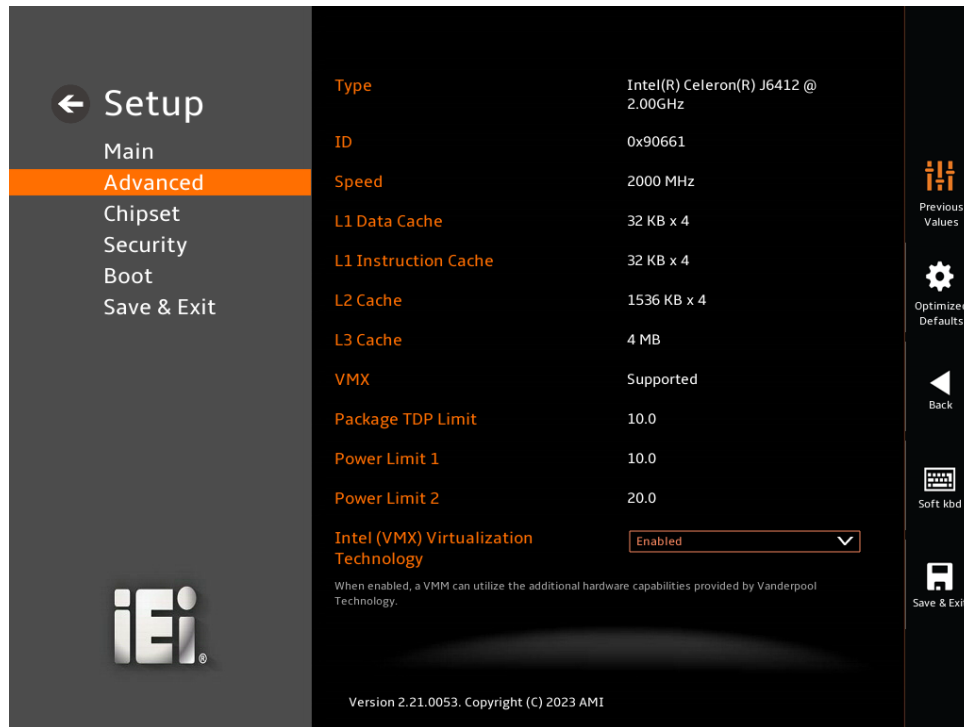 Setup
Main
Advanced
Chipset
Security
Boot
Save & Exit
Type
Intel(R) Celeron(R) J6412 @
2.00GHz
ID
0x90661
Speed
2000 MHz
L1 Data Cache
32 KB x 4
L1 Instruction Cache
32 KB x 4
L2 Cache
1536 KB x 4
L3 Cache
4 MB
VMX
Supported
Package TDP Limit
10.0
Power Limit 1
10.0
Power Limit 2
20.0
Intel (VMX) Virtualization
Technology
Enabled
When enabled, a VMM can utilize the additional hardware capabilities provided by Vanderpool
Technology.
Version 2.21.0053. Copyright (C) 2023 AMI
Previous
Values
Optimized
Defaults
Back
Soft kbd
Save & Exit
iEi®